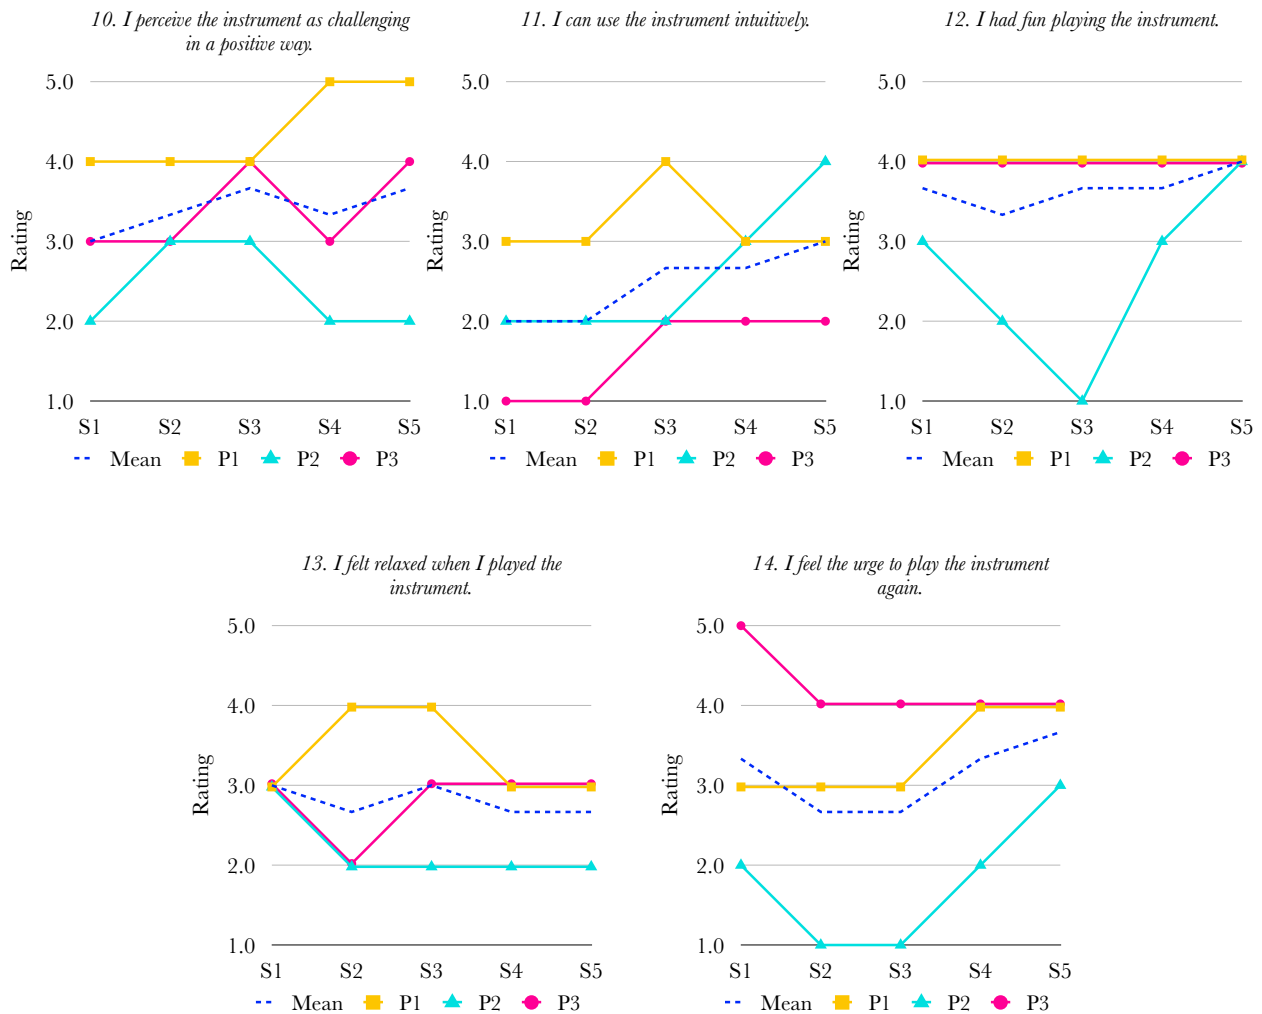 10. I perceive the instrument as challenging
in a positive way.
5.0
4.0
3.0
2.0
1.0
Rating
S1 S2 S3 S4 S5
Mean P1 P2 P3
11. I can use the instrument intuitively.
5.0
4.0
3.0
2.0
1.0
Rating
S1 S2 S3 S4 S5
Mean P1 P2 P3
12. I had fun playing the instrument.
5.0
4.0
3.0
2.0
1.0
Rating
S1 S2 S3 S4 S5
Mean P1 P2 P3
13. I felt relaxed when I played the
instrument.
5.0
4.0
3.0
2.0
1.0
Rating
S1 S2 S3 S4 S5
Mean P1 P2 P3
14. I feel the urge to play the instrument
again.
5.0
4.0
3.0
2.0
1.0
Rating
S1 S2 S3 S4 S5
Mean P1 P2 P3